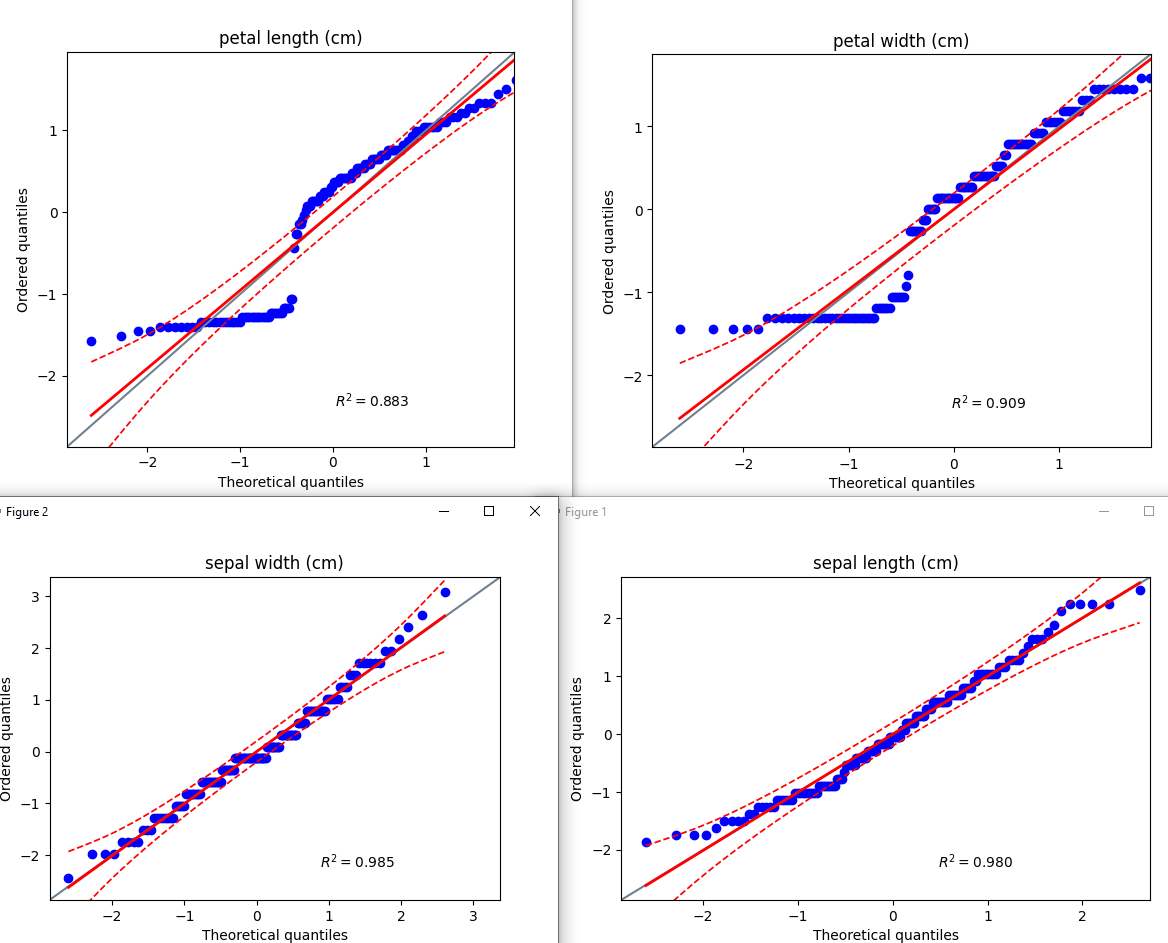 petal length (cm)
Ordered quantiles
1
0
−1
−2
R² = 0.883
−2 −1 0 1
Theoretical quantiles
petal width (cm)
Ordered quantiles
1
0
−1
−2
R² = 0.909
−2 −1 0 1
Theoretical quantiles
Figure 2
sepal width (cm)
Ordered quantiles
3
2
1
0
−1
−2
R² = 0.985
−2 −1 0 1 2 3
Theoretical quantiles
Figure 1
sepal length (cm)
Ordered quantiles
2
1
0
−1
−2
R² = 0.980
−2 −1 0 1 2
Theoretical quantiles